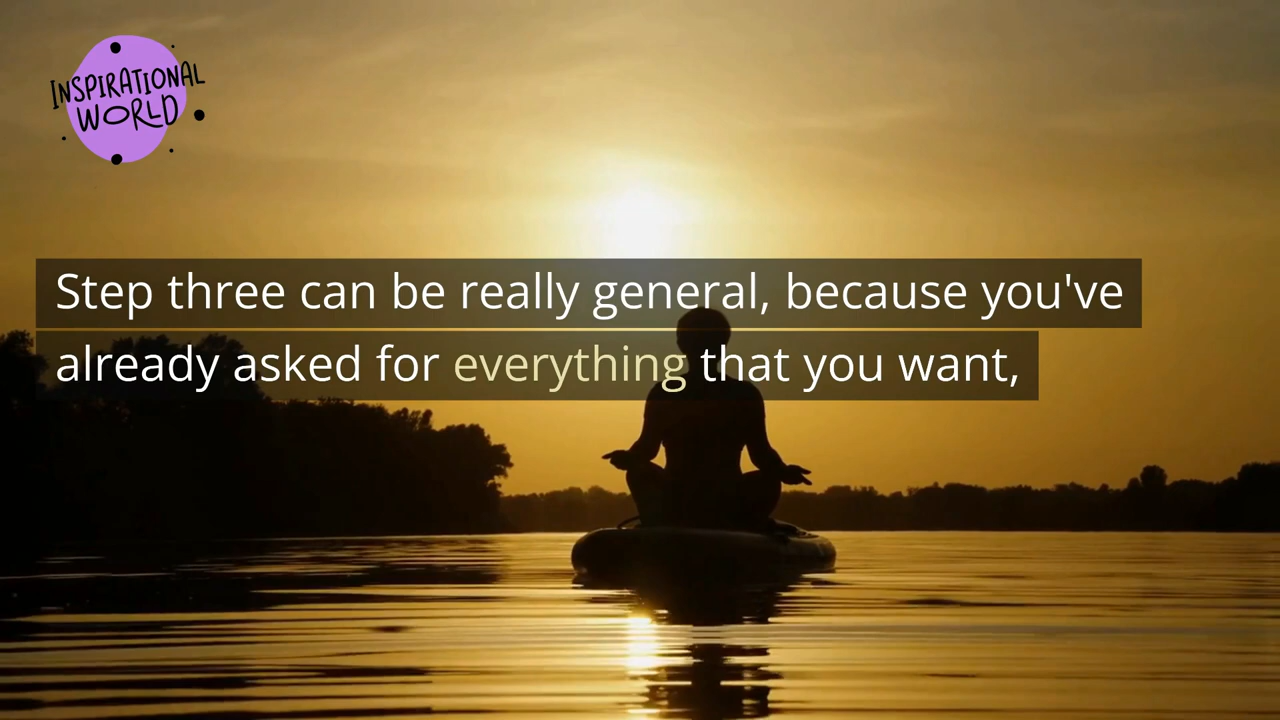 INSPIRATIONAL
WORLD
Step three can be really general, because you've
already asked for everything that you want,